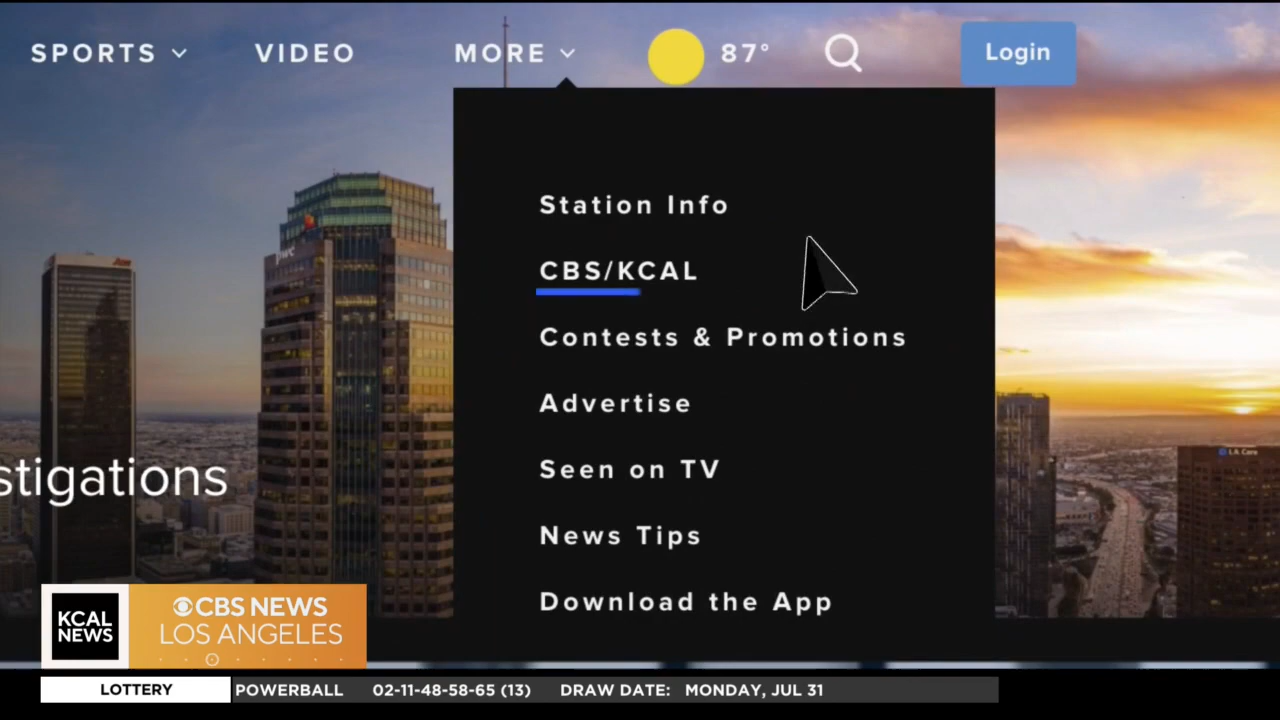 SPORTS VIDEO MORE 87° Login
Station Info
CBS/KCAL
Contests & Promotions
Advertise
Seen on TV
stigations
News Tips
Download the App
KCAL NEWS
CBS NEWS
LOS ANGELES
pwc
L.A. Care
LOTTERY POWERBALL 02-11-48-58-65 (13) DRAW DATE: MONDAY, JUL 31